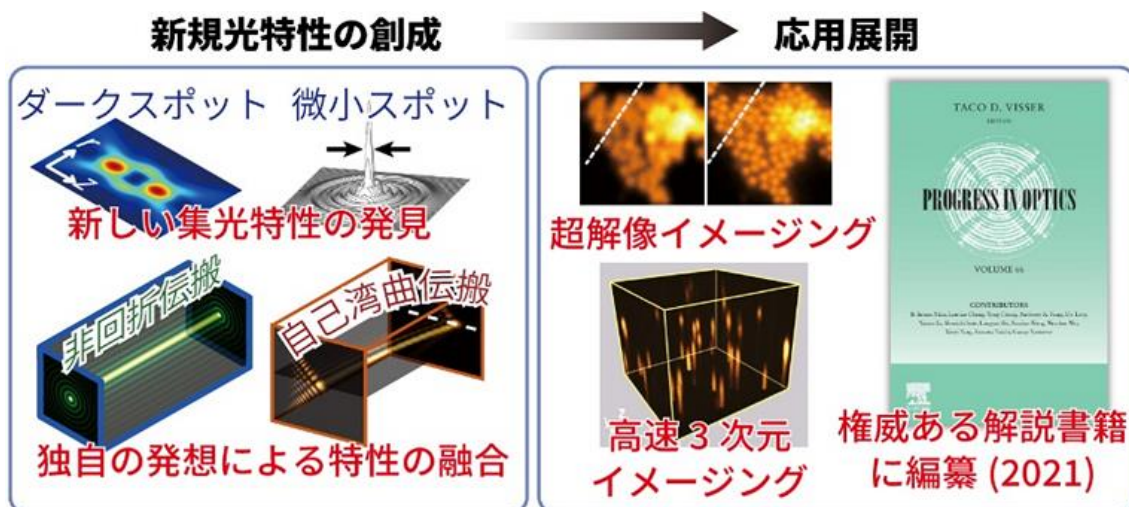 新規光特性の創成
応用展開
ダークスポット
微小スポット
r
Z
新しい集光特性の発見
非回折伝搬
自己湾曲伝搬
独自の発想による特性の融合
超解像イメージング
高速3次元
イメージング
TACO D. VISSER
EDITOR
PROGRESS IN OPTICS
VOLUME 66
CONTRIBUTORS
権威ある解説書籍
に編纂 (2021)